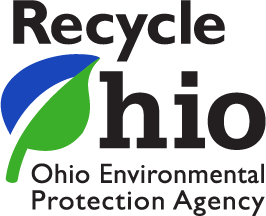 Recycle
Ohio
Ohio Environmental
Protection Agency